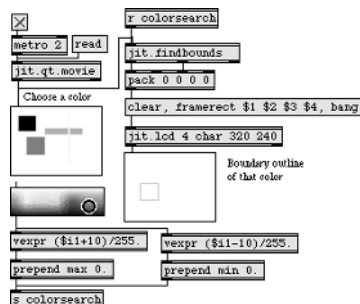 r colorsearch
metro 2 read
jit.qt.movie
jit.findbounds
pack 0 0 0 0
Choose a color
clear, framerect $1 $2 $3 $4, bang
jit.lcd 4 char 320 240
Boundary outline
of that color
vexpr ($i1+10)/255.
vexpr ($i1-10)/255.
prepend max 0.
prepend min 0.
s colorsearch